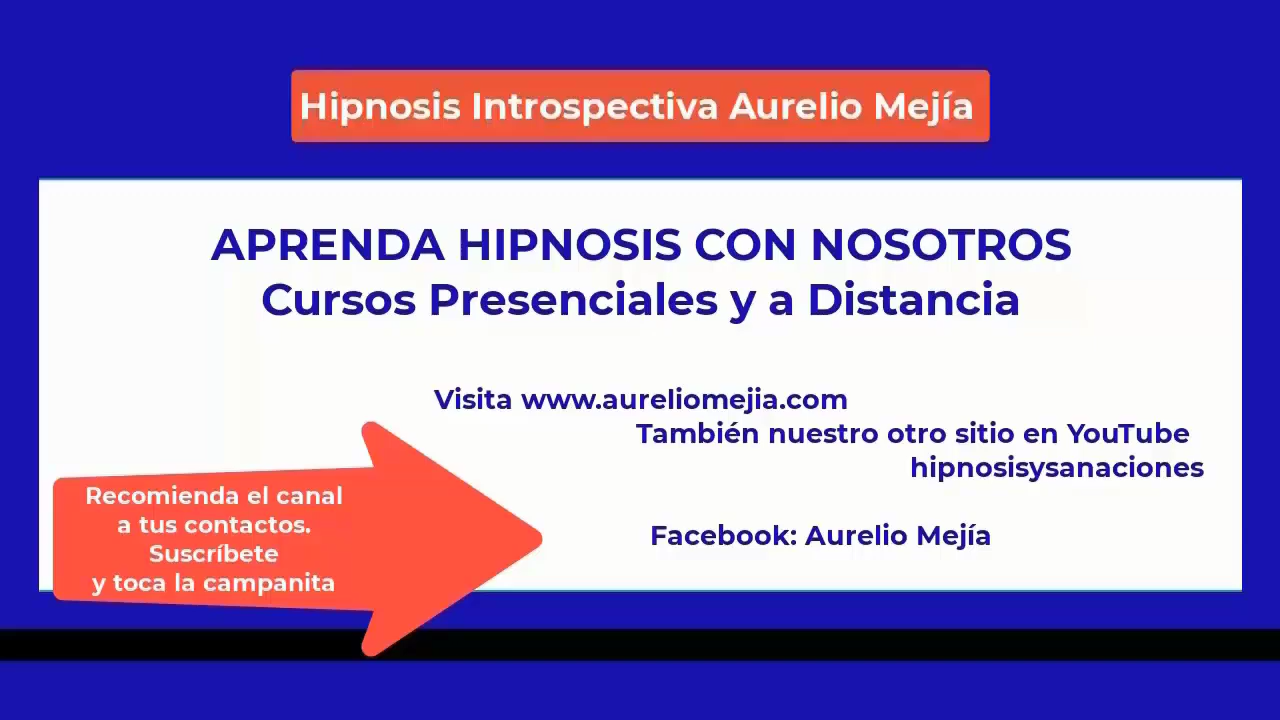 Hipnosis Introspectiva Aurelio Mejía
APRENDA HIPNOSIS CON NOSOTROS
Cursos Presenciales y a Distancia
Visita www.aureliomejia.com
También nuestro otro sitio en YouTube
hipnosisysanaciones
Facebook: Aurelio Mejía
Recomienda el canal
a tus contactos.
Suscríbete
y toca la campanita